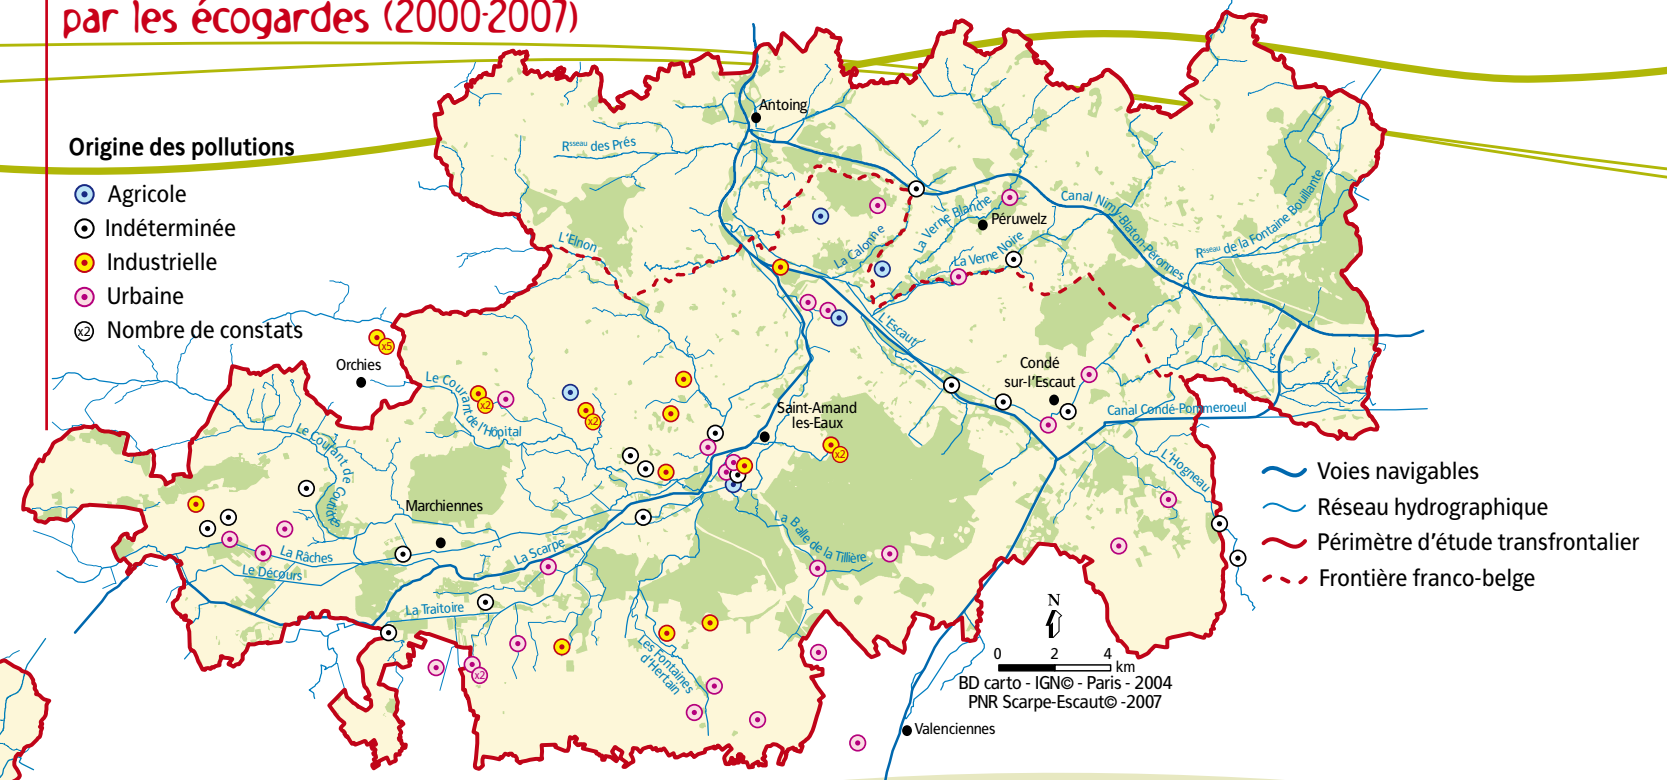 par les écogardes (2000-2007)
Origine des pollutions
Agricole
Indéterminée
Industrielle
Urbaine
x2 Nombre de constats
Antoing
Rsseau des Prés
L'Elnon
La Calonne
La Verne Blanche
Péruwelz
La Verne Noire
Canal Nimy-Blaton-Péronnes
Rsseau de la Fontaine Bouillante
x5
Orchies
L'Escaut
Condé
sur-l'Escaut
Canal Condé-Pommeroeul
Le Courant de l'Hôpital
x2
x2
Saint-Amand
les-Eaux
x2
Le Courant de Coutiches
Marchiennes
L'Hogneau
La Râches
Le Décours
La Scarpe
La Balle de la Tillière
La Traitoire
x2
Les Fontaines
d'Hertain
Valenciennes
Voies navigables
Réseau hydrographique
Périmètre d'étude transfrontalier
Frontière franco-belge
N
0 2 4 km
BD carto - IGN© - Paris - 2004
PNR Scarpe-Escaut© -2007